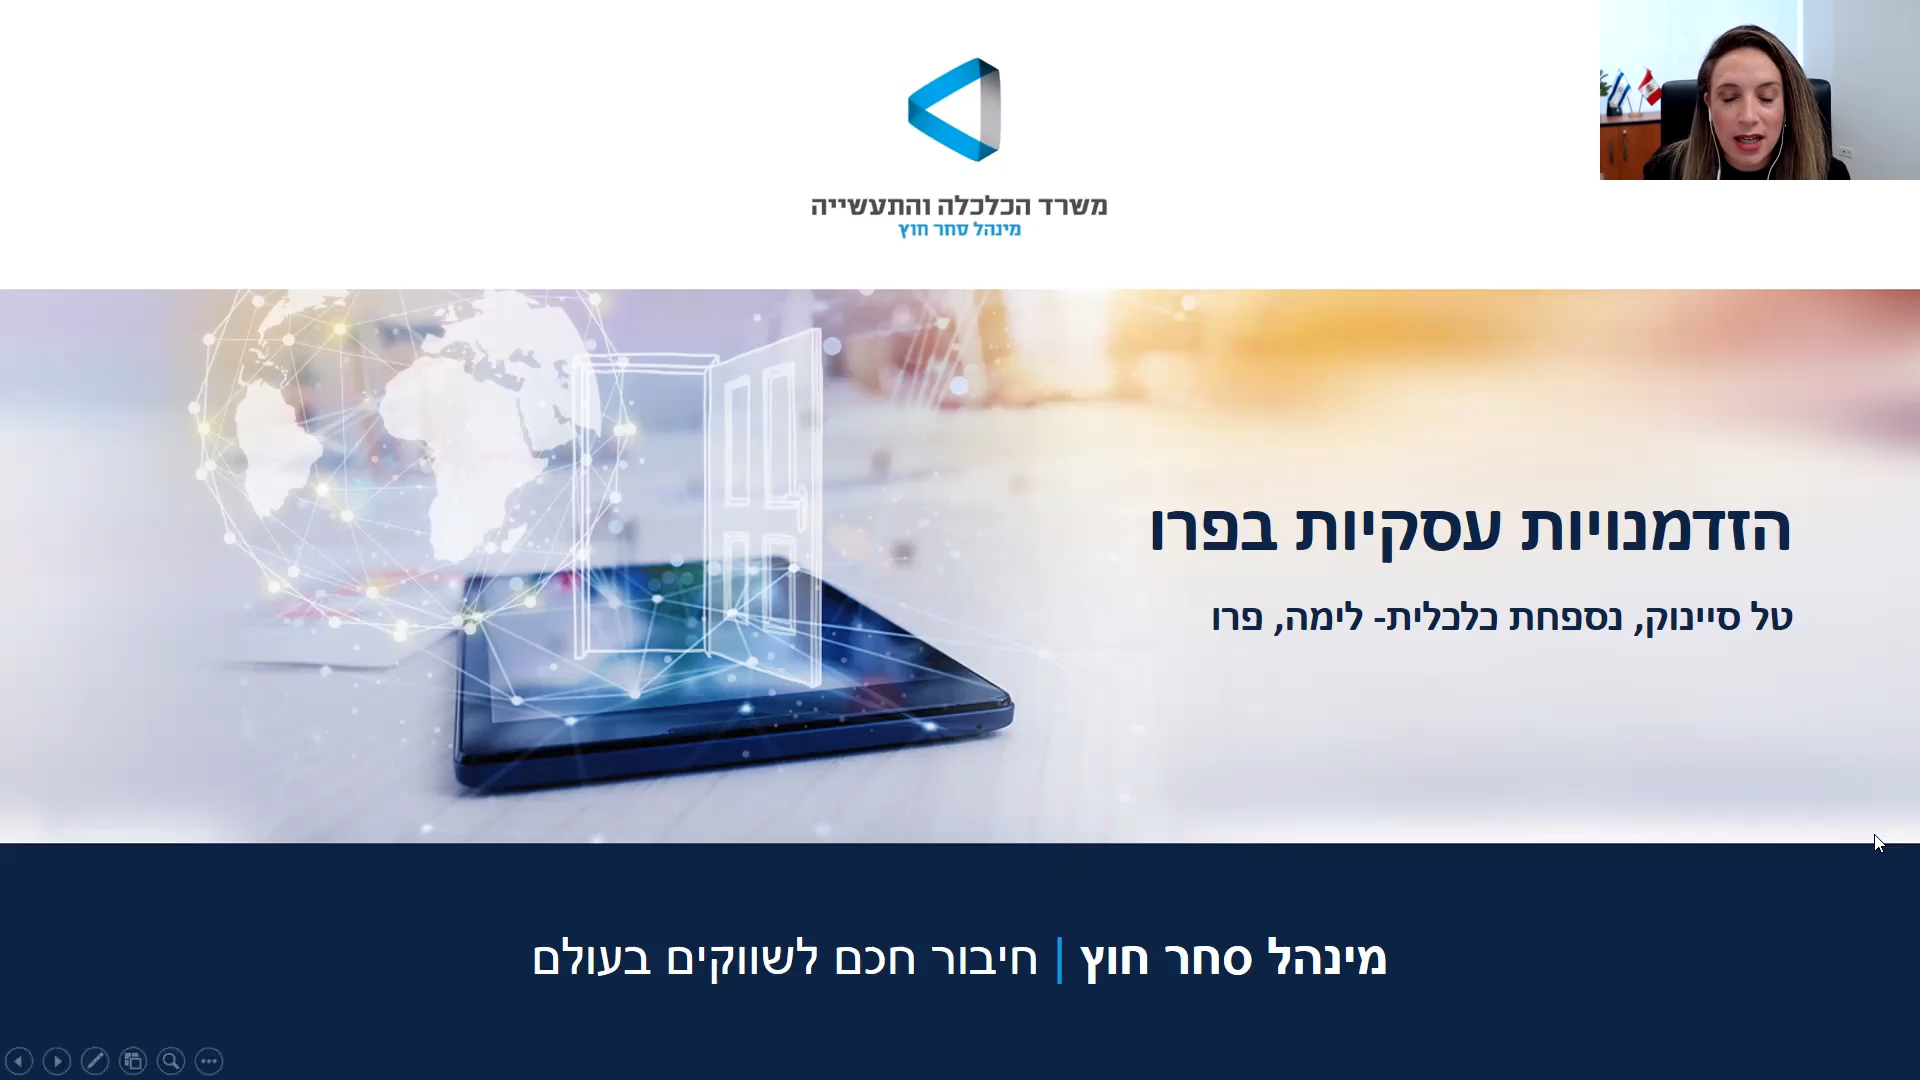 משרד הכלכלה והתעשייה
מינהל סחר חוץ
הזדמנויות עסקיות בפרו
טל סיינוק, נספחת כלכלית- לימה, פרו
מינהל סחר חוץ | חיבור חכם לשווקים בעולם